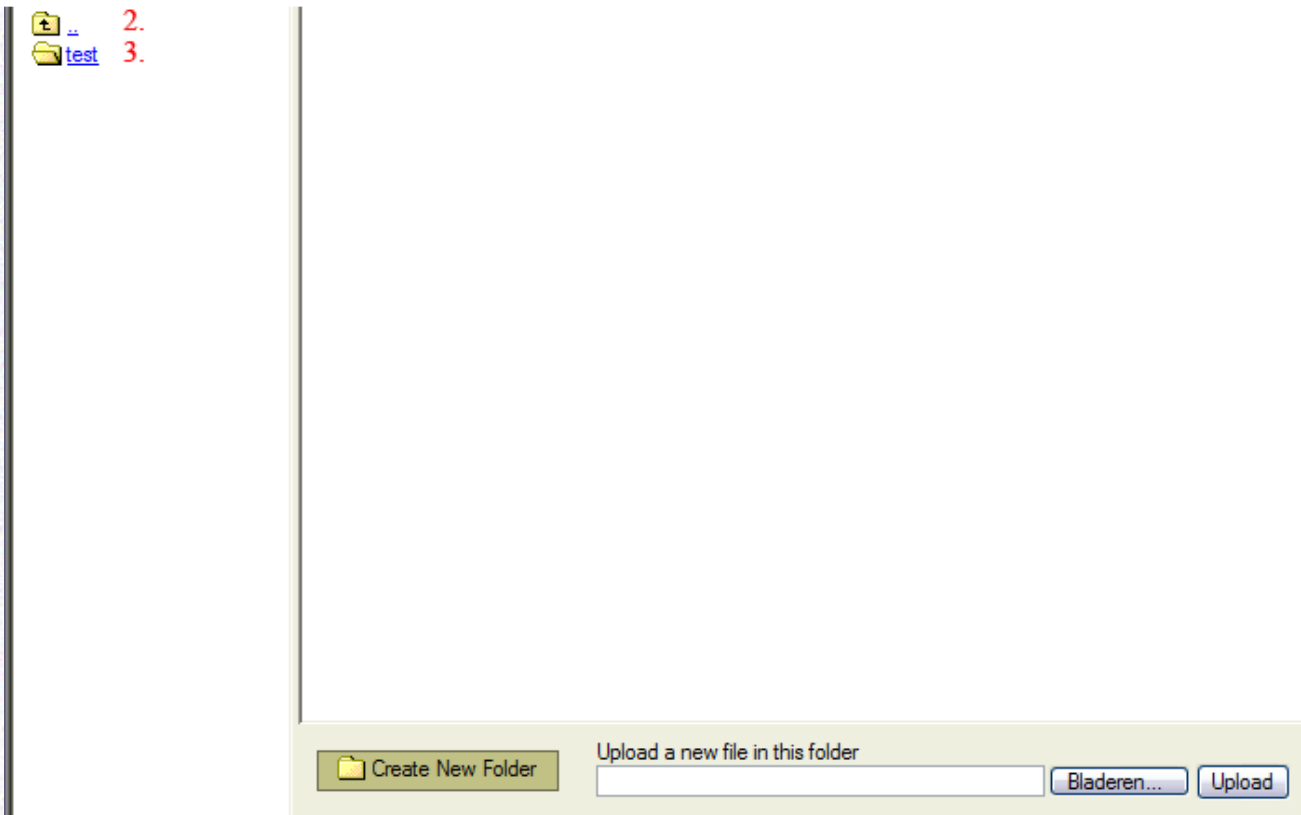 .. 2.
test 3.
Create New Folder
Upload a new file in this folder
Bladeren... Upload